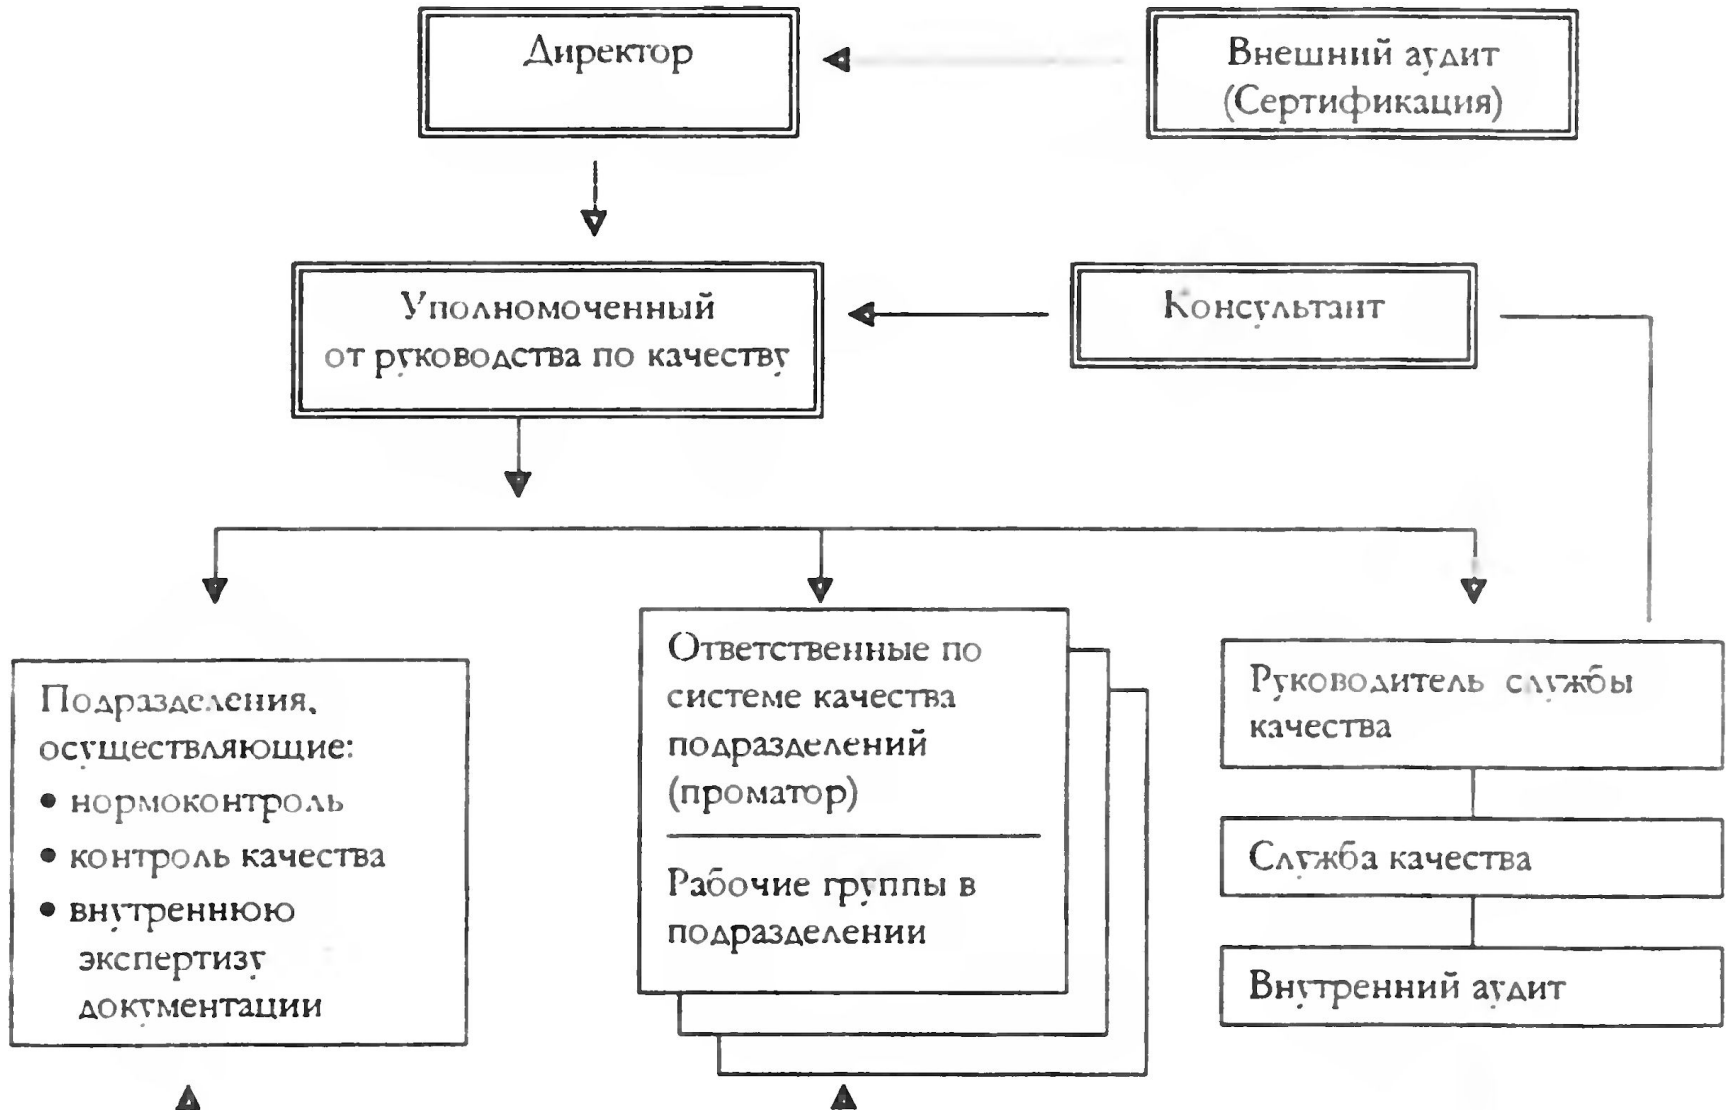 Директор
Внешний аудит
(Сертификация)
Уполномоченный
от руководства по качеству
Консультант
Подразделения,
осуществляющие:
• нормоконтроль
• контроль качества
• внутреннюю
экспертизу
документации
Ответственные по
системе качества
подразделений
(проматор)
Рабочие группы в
подразделении
Руководитель службы
качества
Служба качества
Внутренний аудит